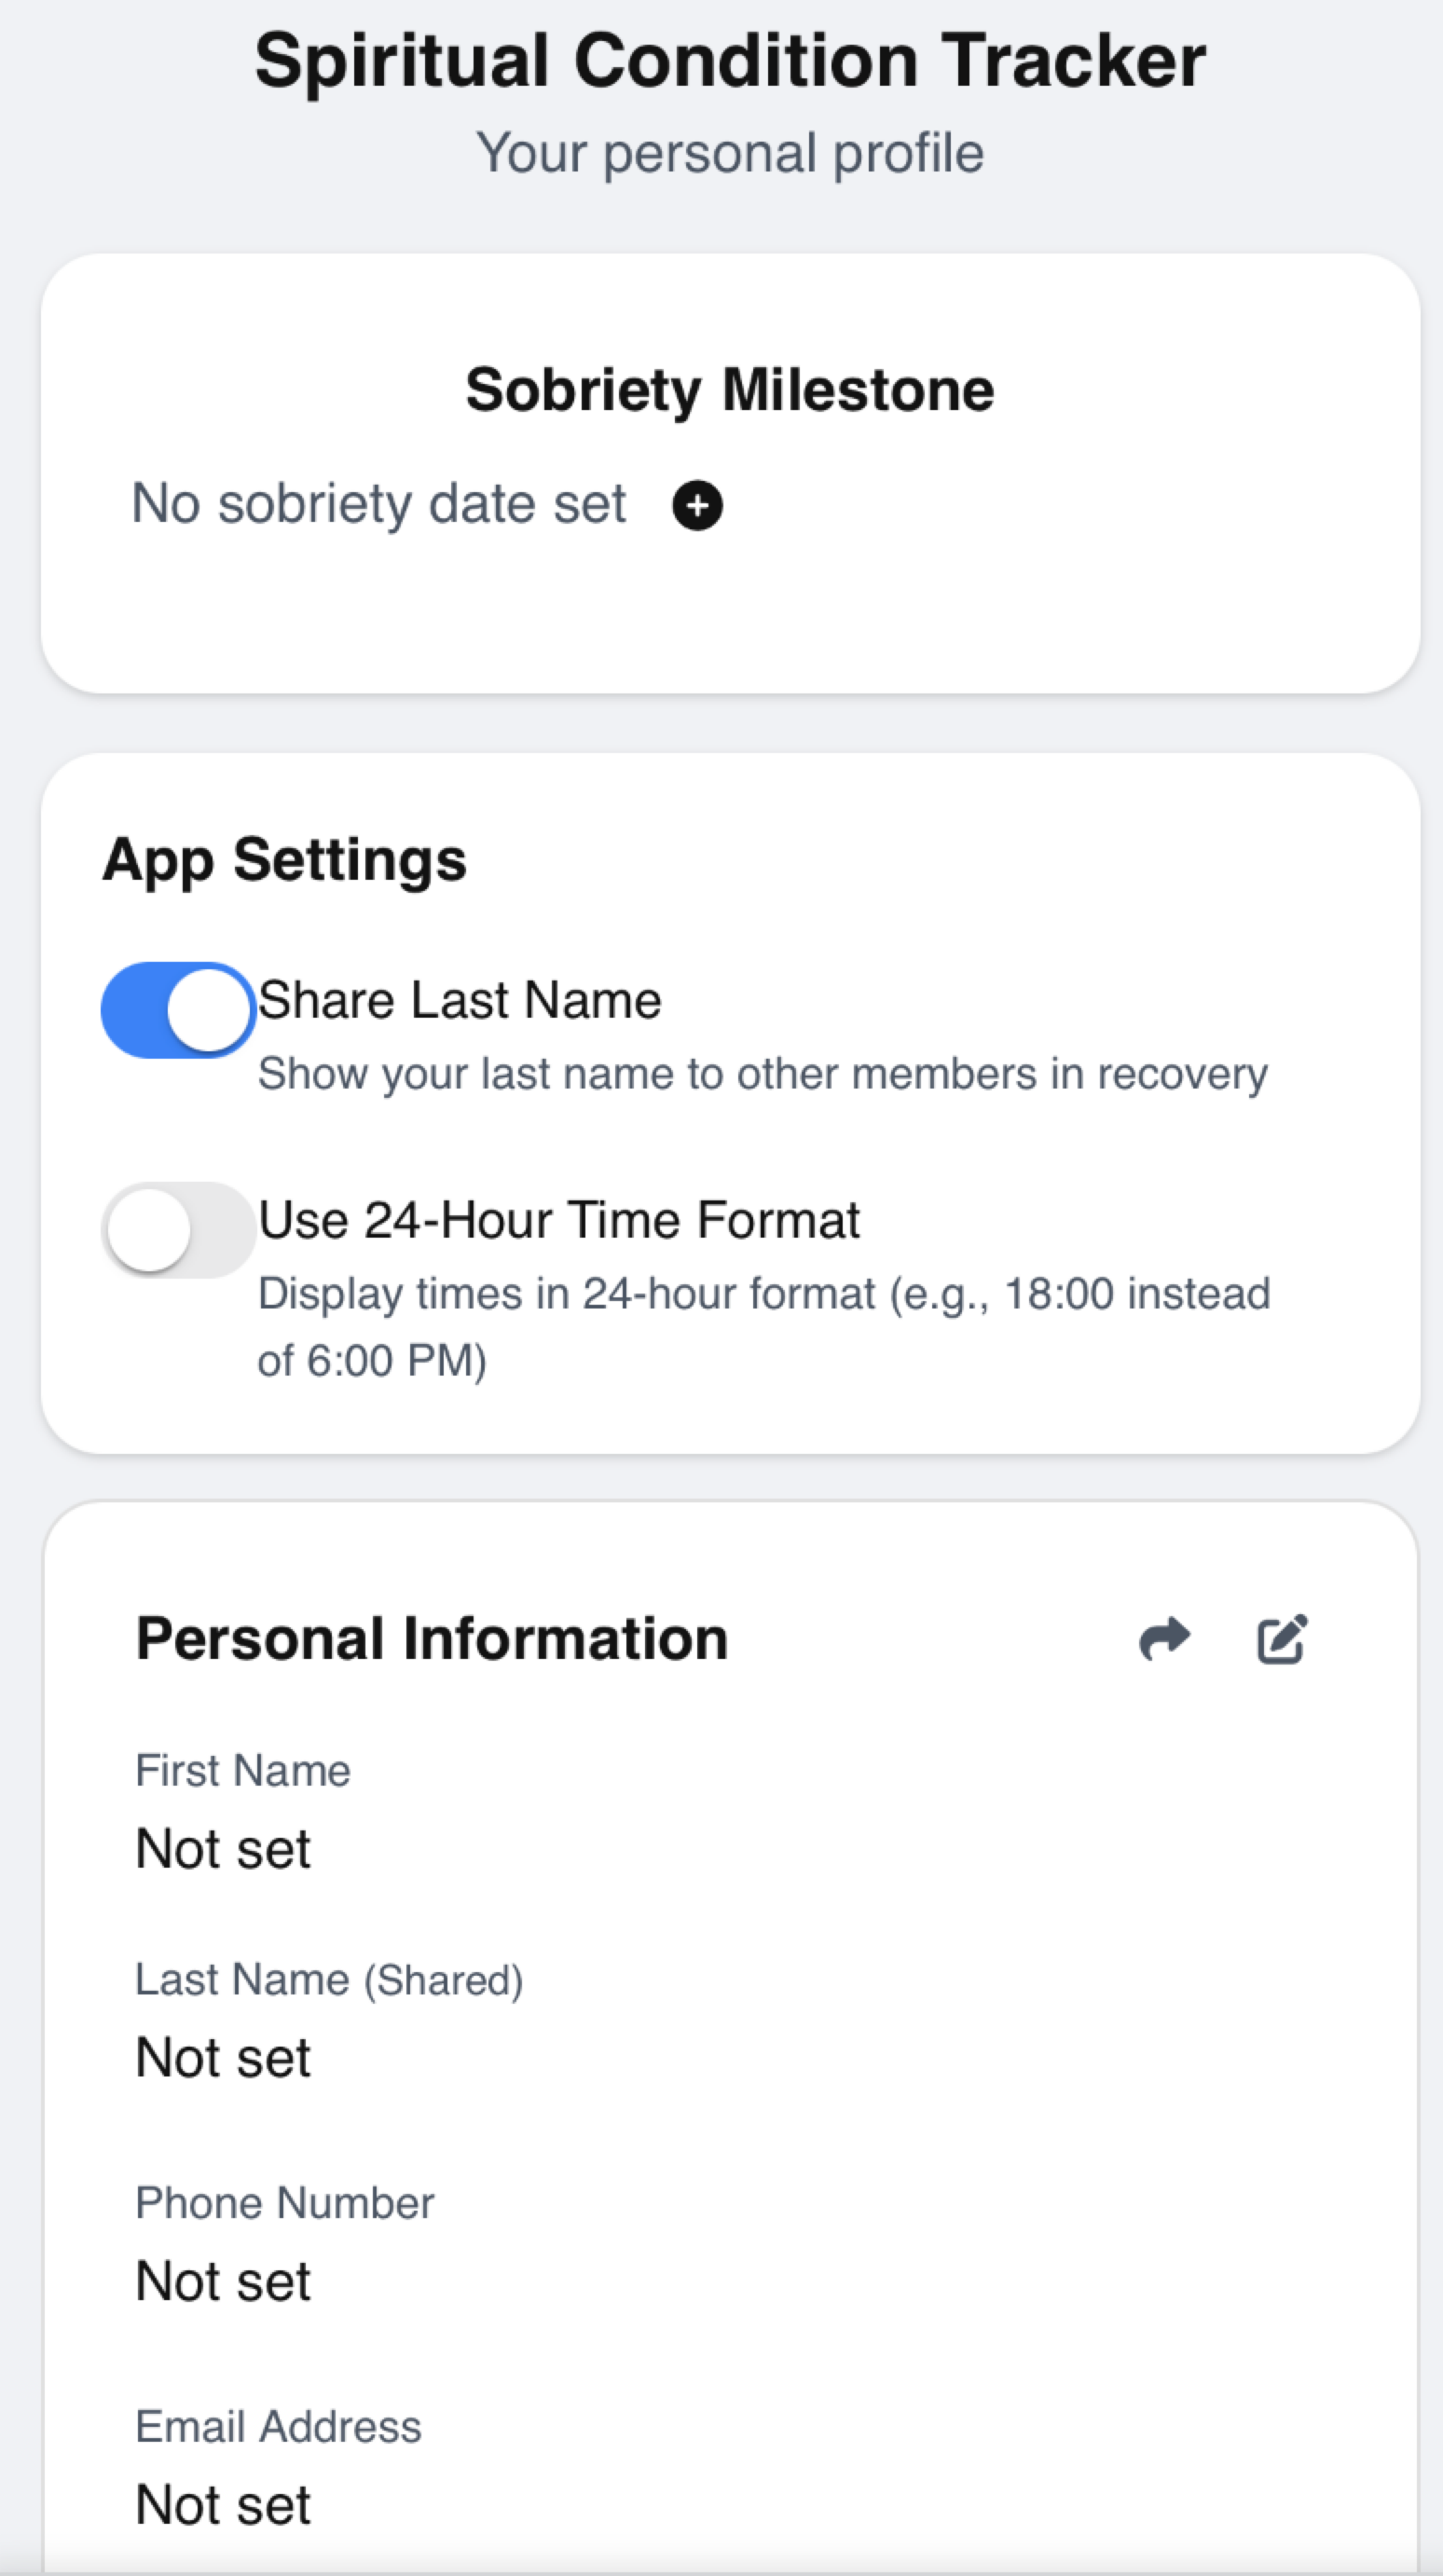 Spiritual Condition Tracker
Your personal profile
Sobriety Milestone
No sobriety date set
App Settings
Share Last Name
Show your last name to other members in recovery
Use 24-Hour Time Format
Display times in 24-hour format (e.g., 18:00 instead
of 6:00 PM)
Personal Information
First Name
Not set
Last Name (Shared)
Not set
Phone Number
Not set
Email Address
Not set